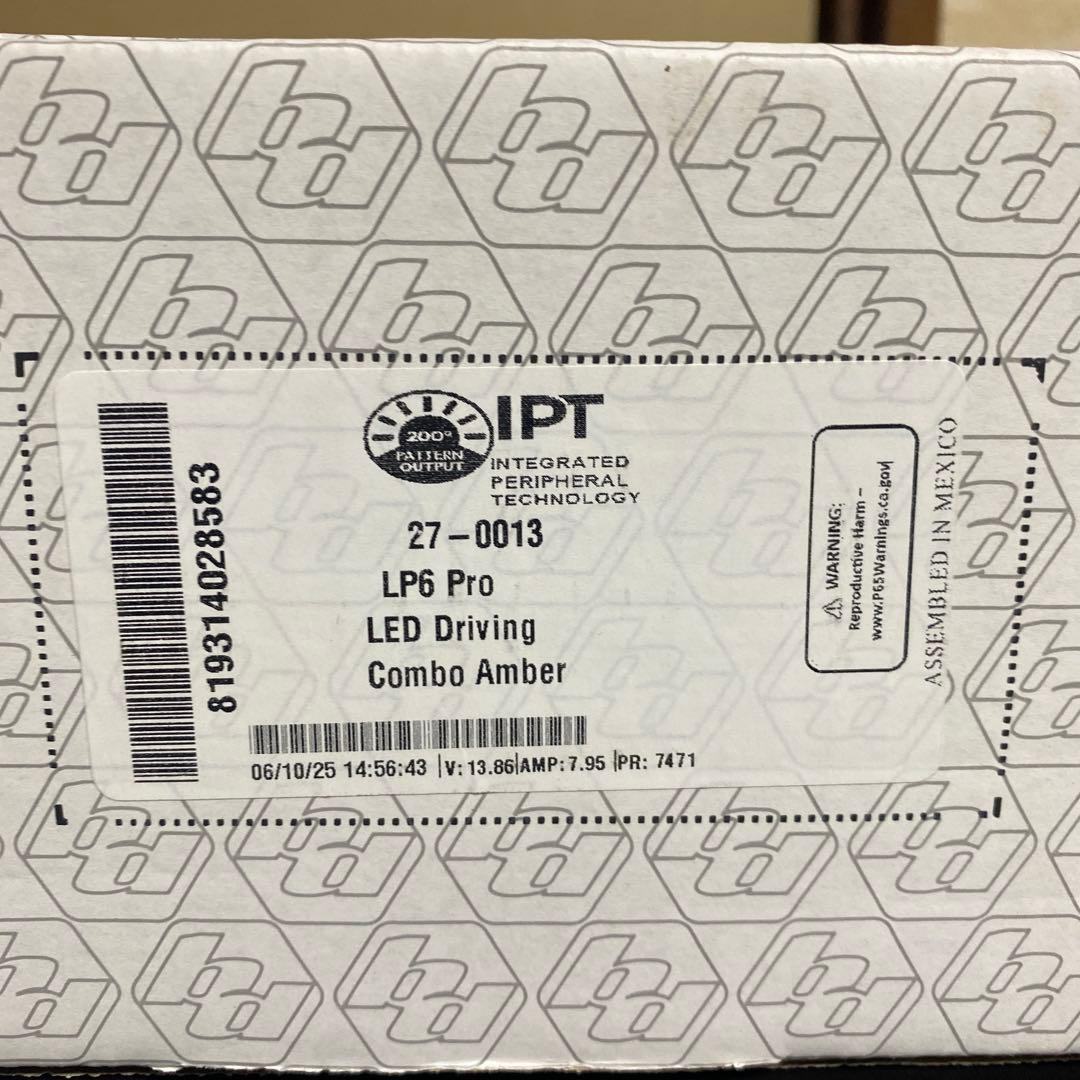 819314028583
200°
PATTERN
OUTPUT
IPT
INTEGRATED
PERIPHERAL
TECHNOLOGY
27-0013
LP6 Pro
LED Driving
Combo Amber
06/10/25 14:56:43 |V: 13.86|AMP:7.95 |PR: 7471
⚠ WARNING:
Reproductive Harm –
www.P65Warnings.ca.gov
ASSEMBLED IN MEXICO